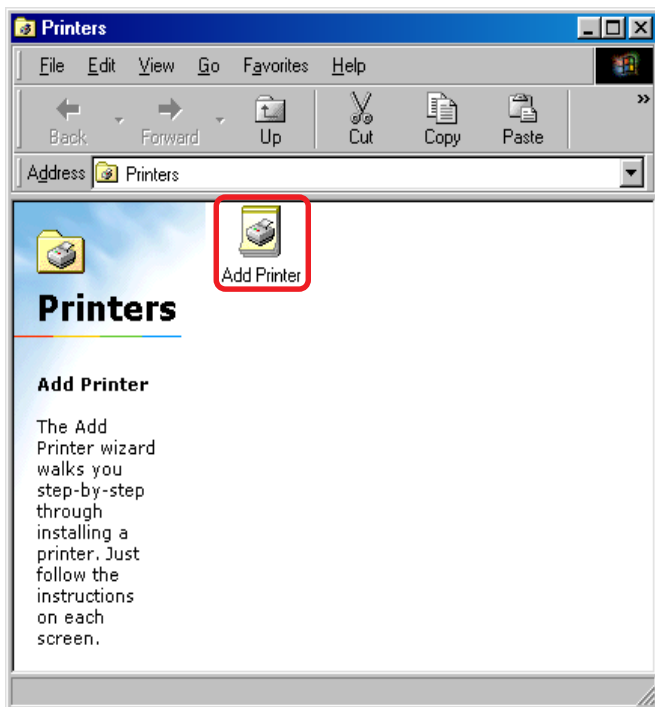 Printers
File Edit View Go Favorites Help
Back Forward Up Cut Copy Paste »
Address Printers
Add Printer
Printers
Add Printer
The Add
Printer wizard
walks you
step-by-step
through
installing a
printer. Just
follow the
instructions
on each
screen.